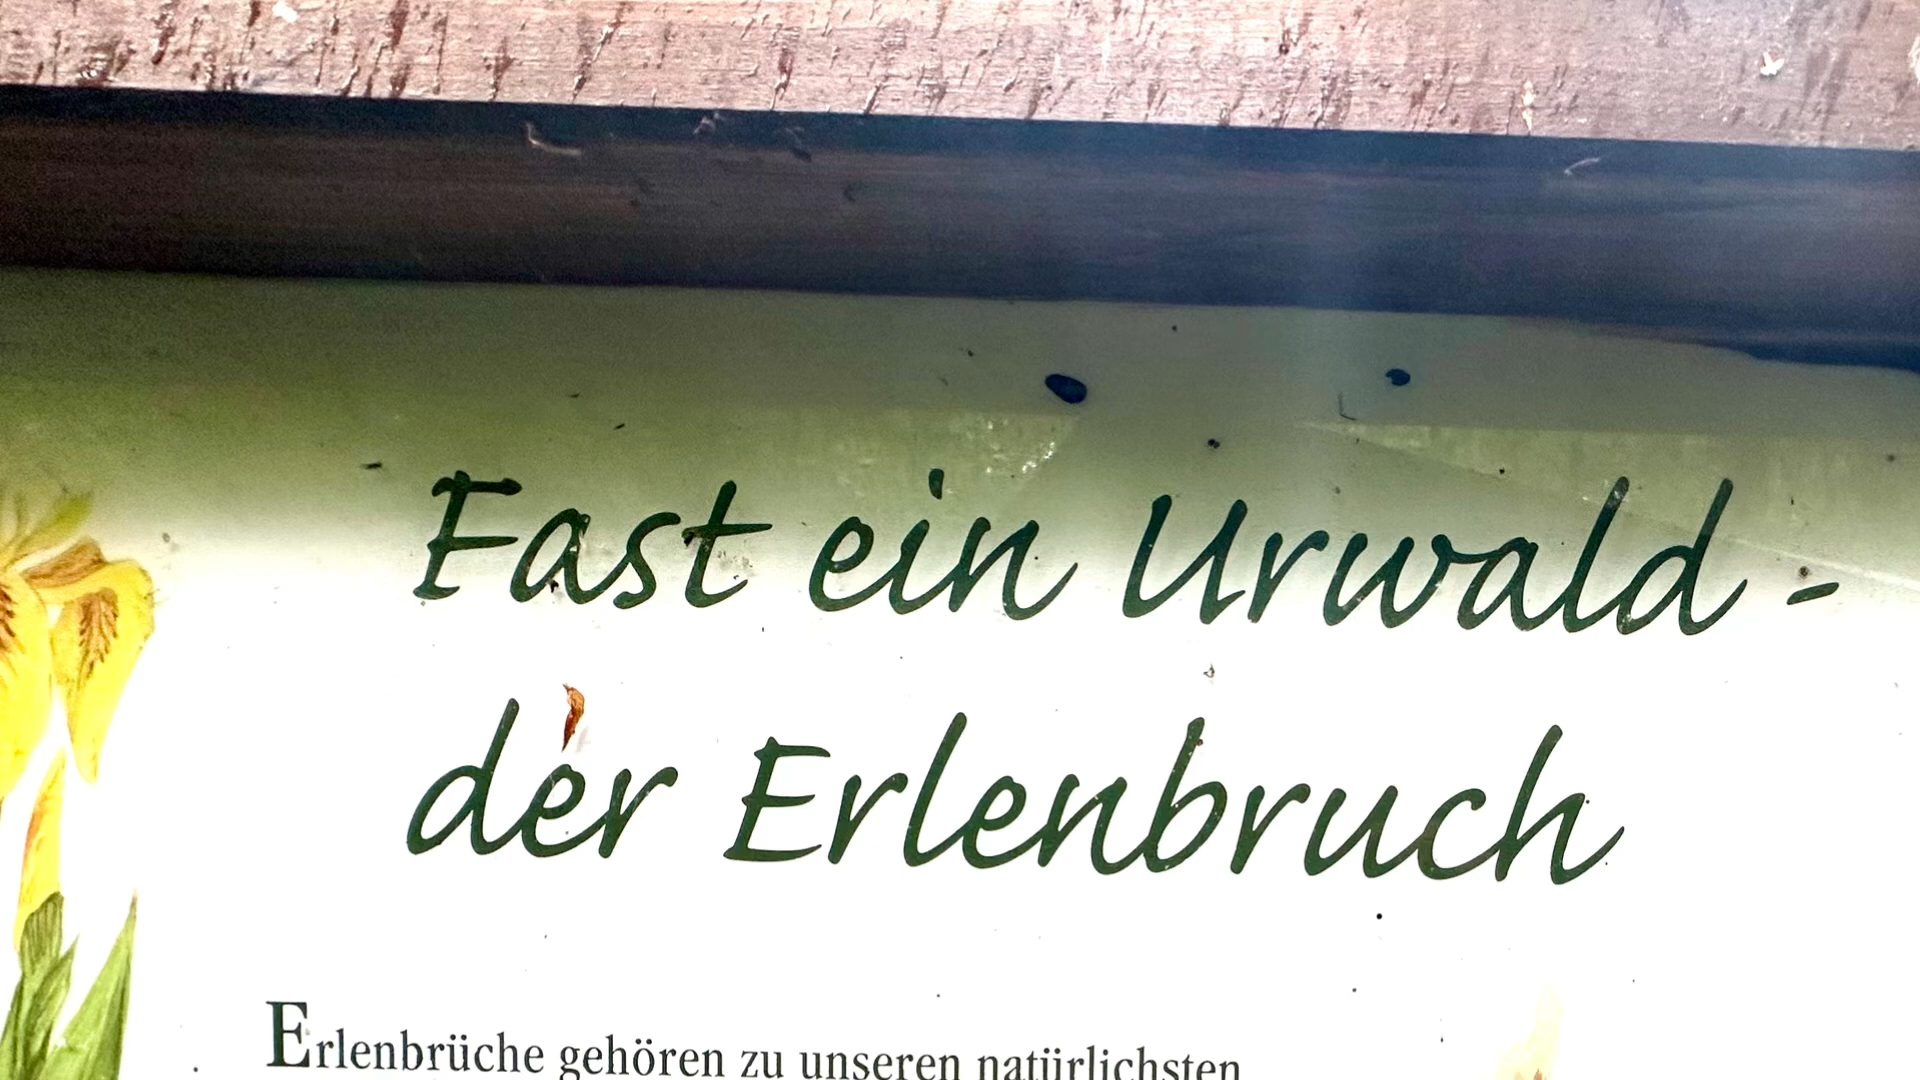 Fast ein Urwald -
der Erlenbruch
Erlenbrüche gehören zu unseren natürlichsten